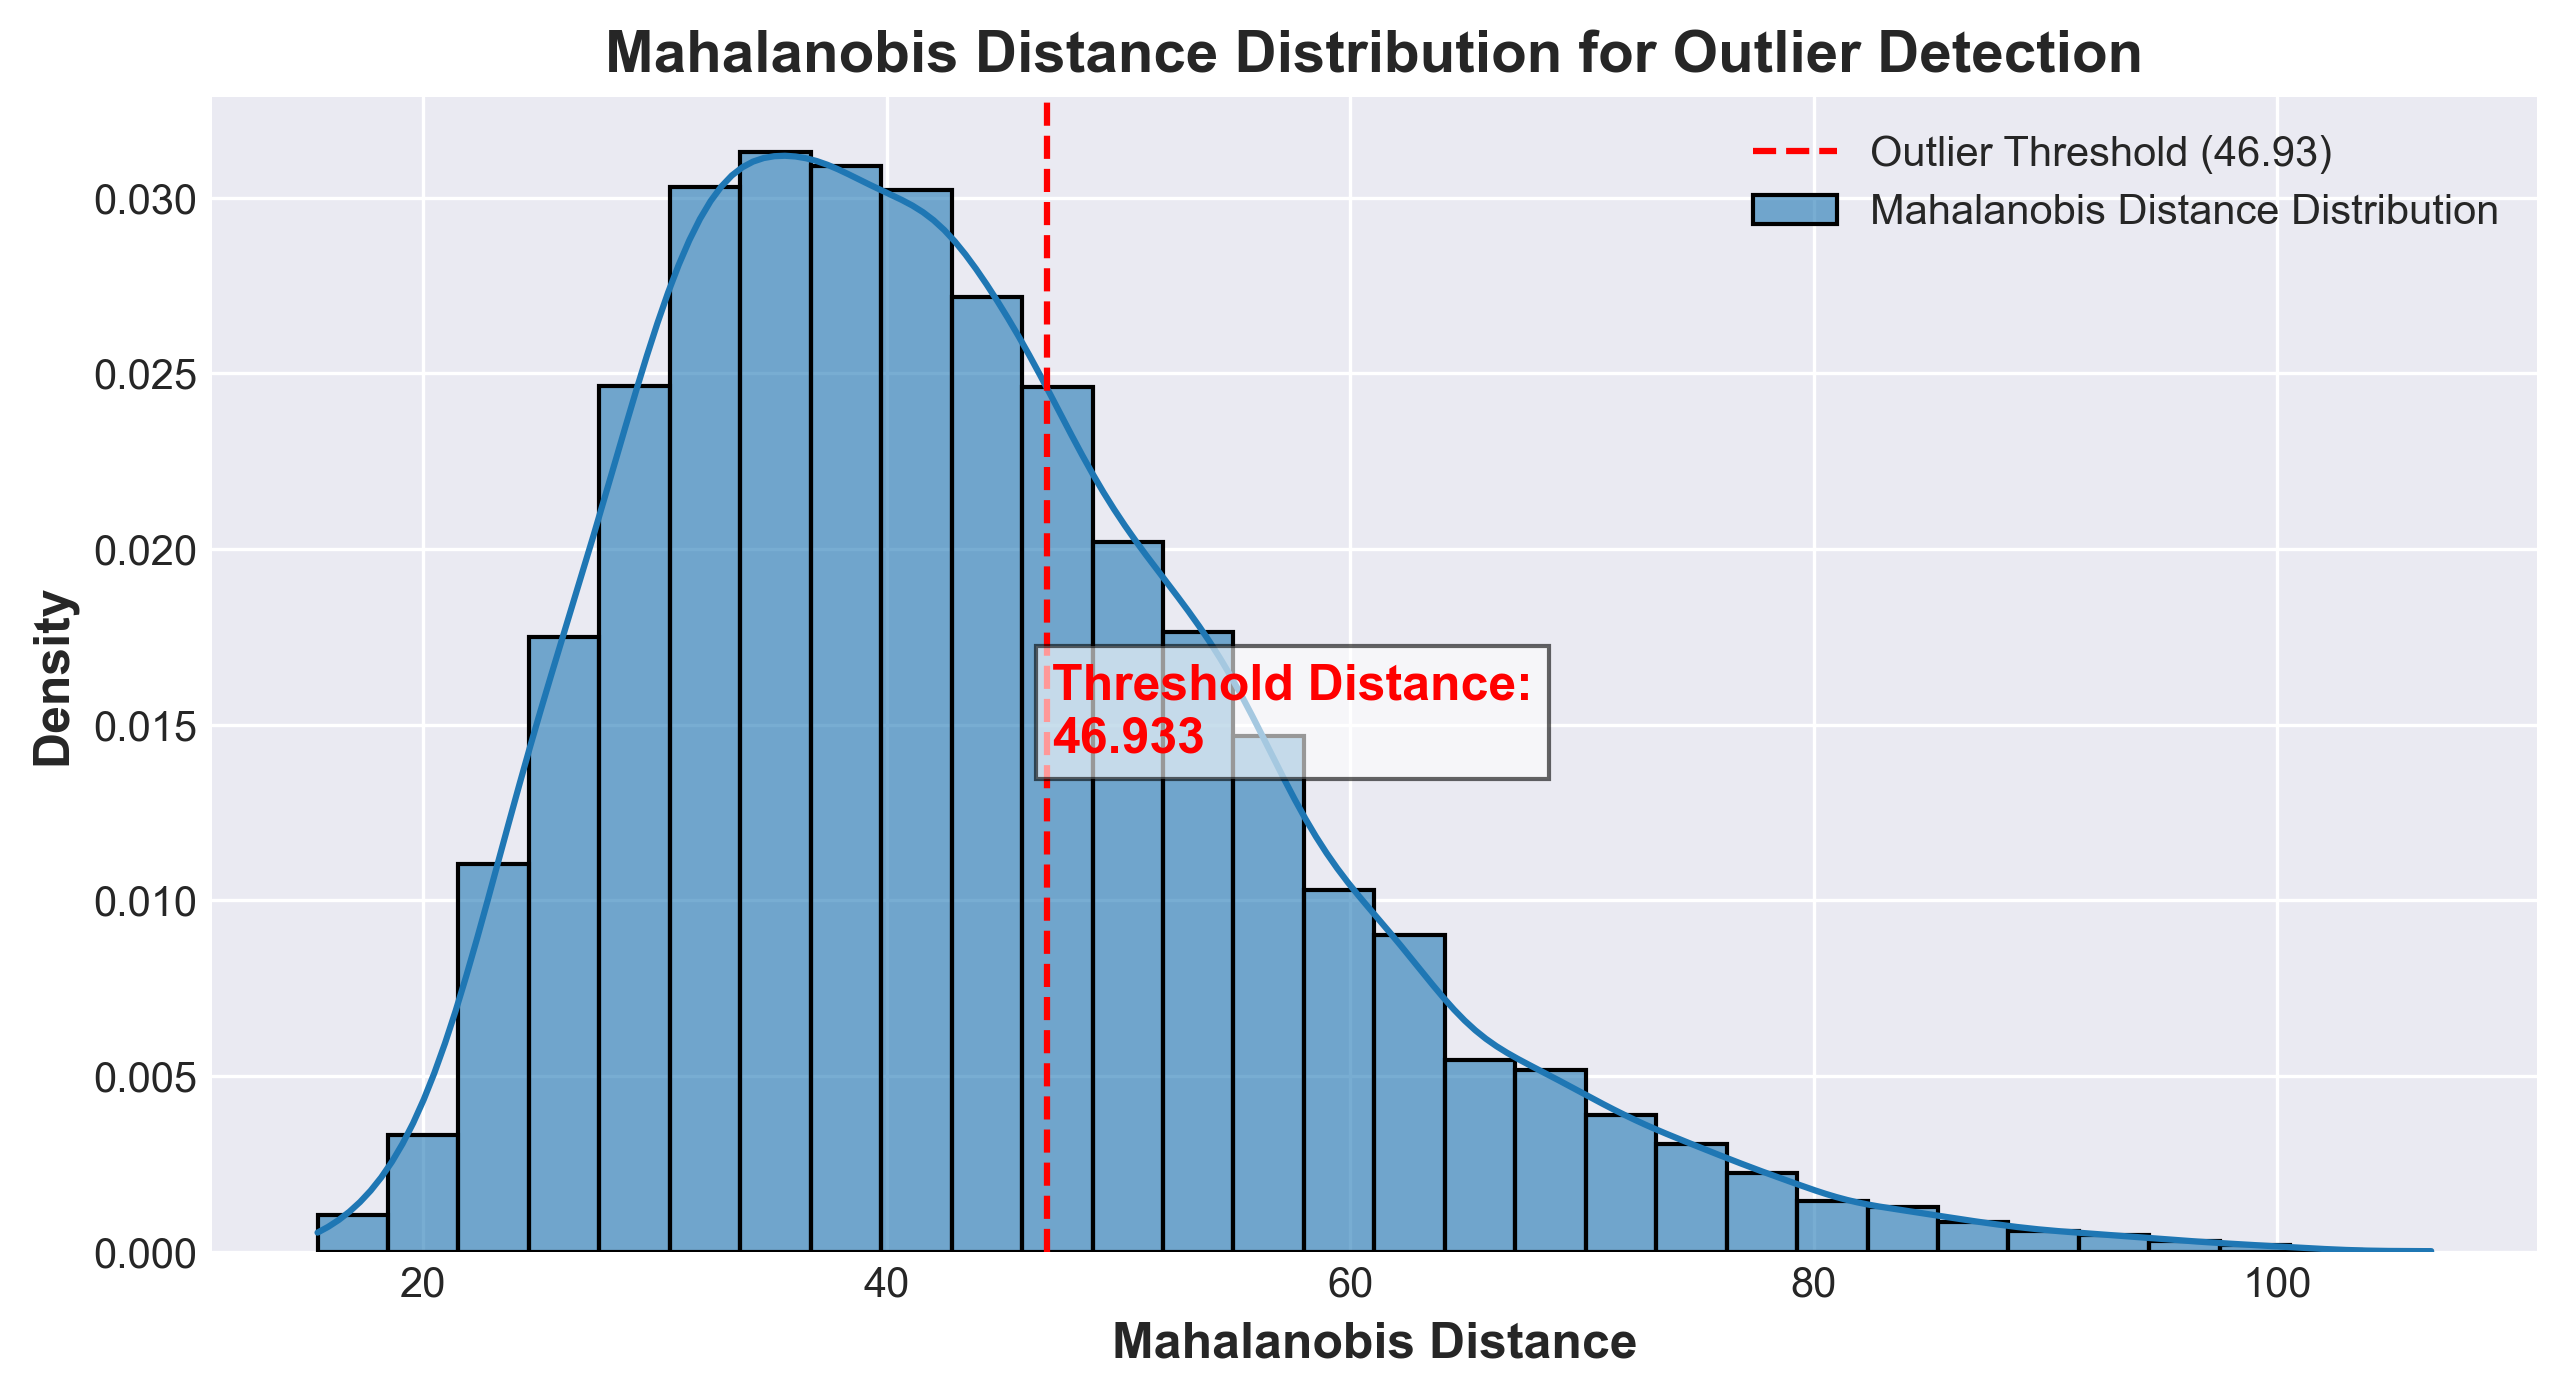 Mahalanobis Distance Distribution for Outlier Detection
Outlier Threshold (46.93)
Mahalanobis Distance Distribution
0.030
0.025
0.020
0.015
0.010
0.005
0.000
Density
Threshold Distance:
46.933
20 40 60 80 100
Mahalanobis Distance